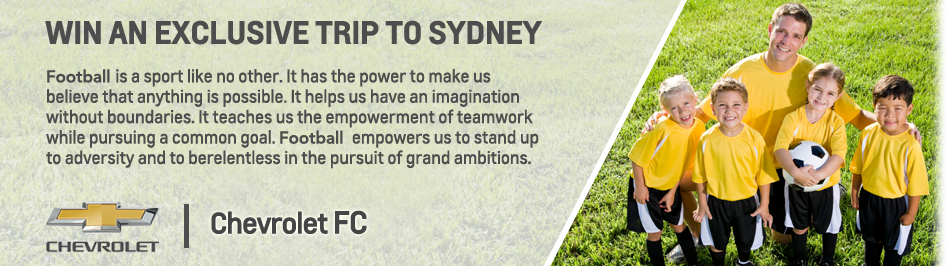 WIN AN EXCLUSIVE TRIP TO SYDNEY
Football is a sport like no other. It has the power to make us
believe that anything is possible. It helps us have an imagination
without boundaries. It teaches us the empowerment of teamwork
while pursuing a common goal. Football empowers us to stand up
to adversity and to berelentless in the pursuit of grand ambitions.
CHEVROLET
Chevrolet FC